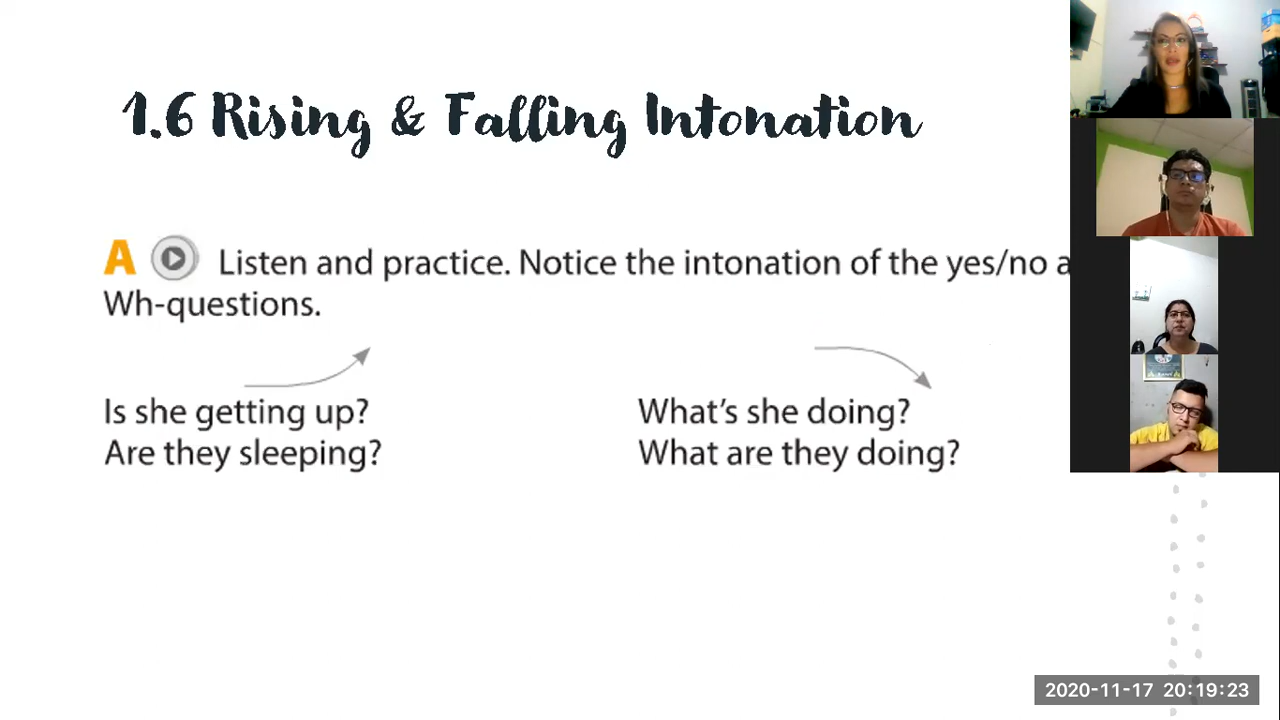 1.6 Rising & Falling Intonation
A Listen and practice. Notice the intonation of the yes/no a
Wh-questions.
Is she getting up?
Are they sleeping?
What's she doing?
What are they doing?
2020-11-17 20:19:23